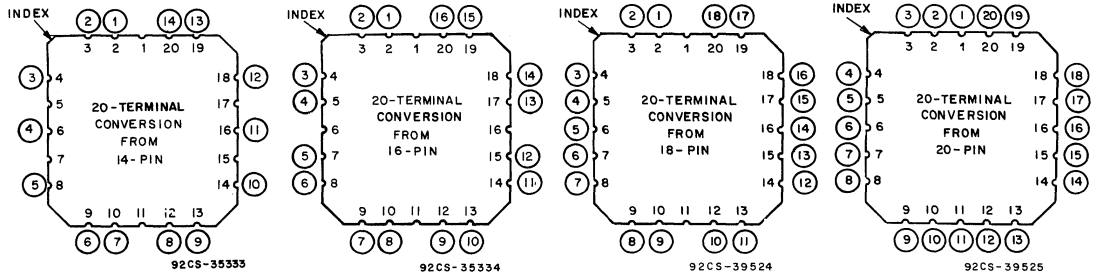 INDEX 2 1 14 13
3 2 1 20 19
3 4 18 12
5 17
4 6 16 11
7 15
5 8 14 10
20-TERMINAL
CONVERSION
FROM
14-PIN
9 10 11 12 13
6 7 8 9
92CS-35333
INDEX 2 1 16 15
3 2 1 20 19
3 4 18 14
4 5 17 13
6 16
5 7 15 12
6 8 14 11
20-TERMINAL
CONVERSION
FROM
16-PIN
9 10 11 12 13
7 8 9 10
92CS-35334
INDEX 2 1 18 17
3 2 1 20 19
3 4 18 16
4 5 17 15
5 6 16 14
6 7 15 13
7 8 14 12
20-TERMINAL
CONVERSION
FROM
18-PIN
9 10 11 12 13
8 9 10 11
92CS-39524
INDEX 3 2 1 20 19
3 2 1 20 19
4 4 18 18
5 5 17 17
6 6 16 16
7 7 15 15
8 8 14 14
20-TERMINAL
CONVERSION
FROM
20-PIN
9 10 11 12 13
9 10 11 12 13
92CS-39525